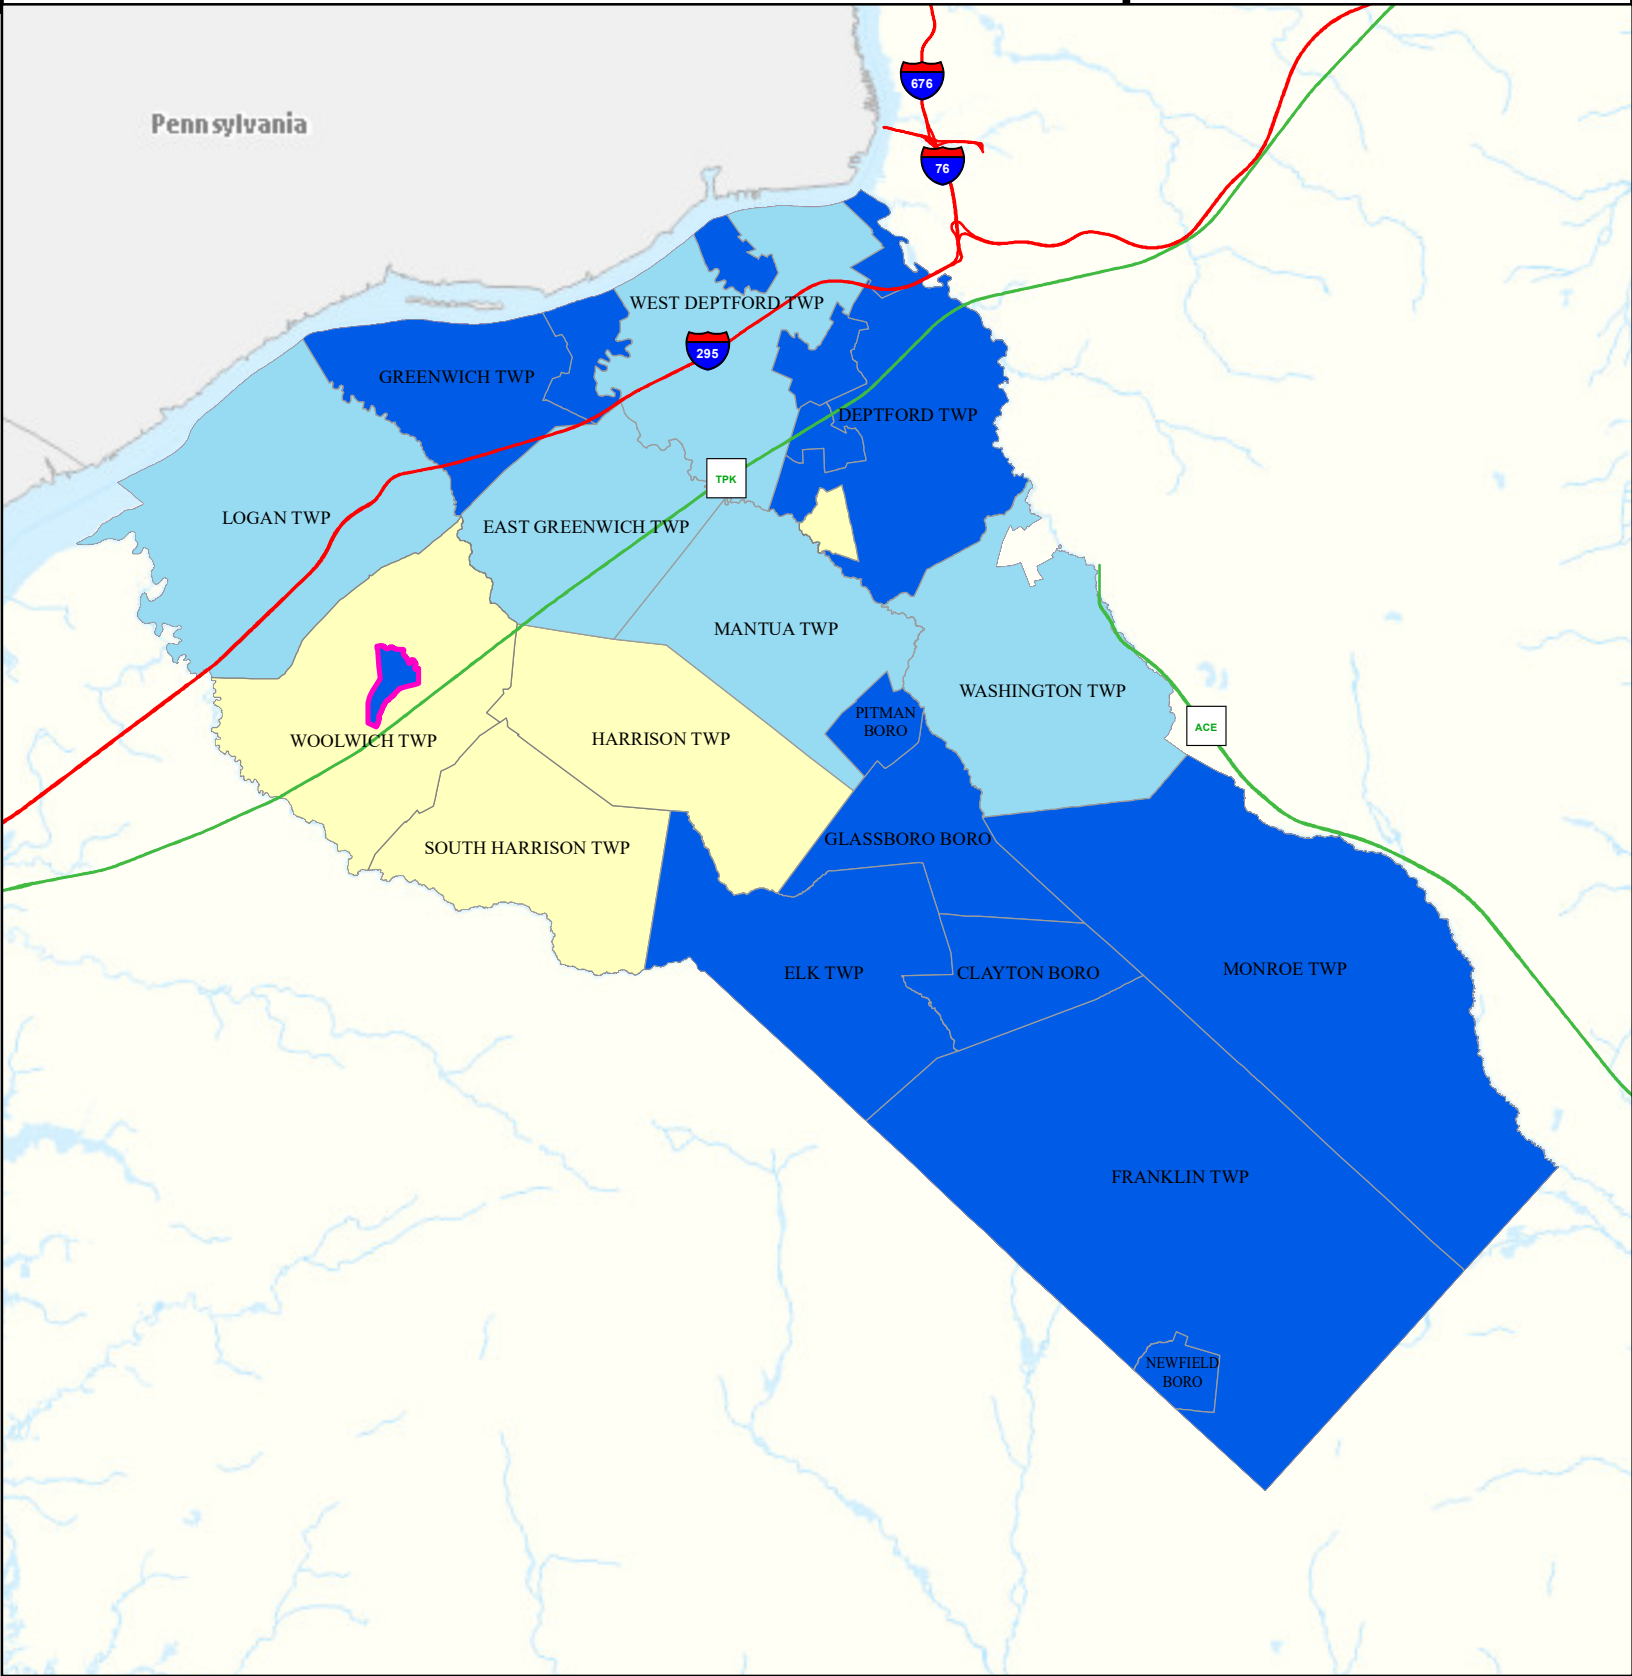 676
Pennsylvania
76
WEST DEPTFORD TWP
295
GREENWICH TWP
DEPTFORD TWP
TPK
LOGAN TWP
EAST GREENWICH TWP
MANTUA TWP
WASHINGTON TWP
PITMAN
BORO
ACE
WOOLWICH TWP
HARRISON TWP
GLASSBORO BORO
SOUTH HARRISON TWP
ELK TWP
CLAYTON BORO
MONROE TWP
FRANKLIN TWP
NEWFIELD
BORO